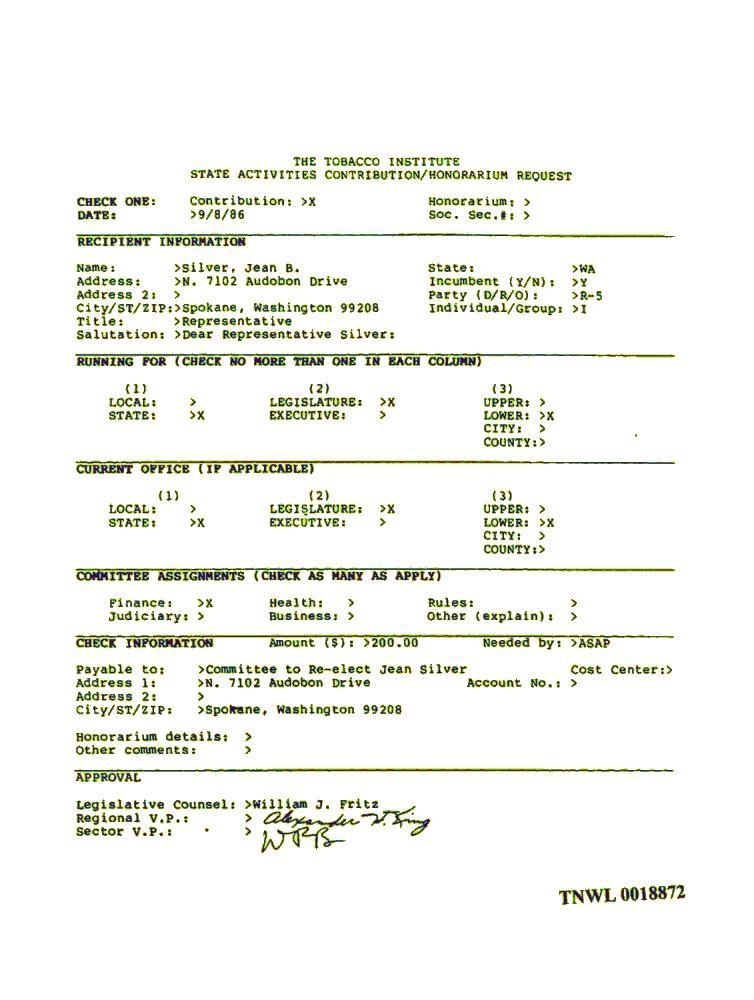 THE TOBACCO INSTITUTE
STATE ACTIVITIES CONTRIBUTION/HONORARIUM REQUEST
CHECK ONE: Contribution: >X Honorarium: >
DATE: >9/8/86 Soc. Sec.#: >
RECIPIENT INFORMATION
Name: >Silver, Jean B. State: >WA
Address: >N. 7102 Audobon Drive Incumbent (Y/N): >Y
Address 2: > Party (D/R/O): >R-5
City/ST/ZIP:>Spokane, Washington 99208 Individual/Group: >I
Title: >Representative
Salutation: >Dear Representative Silver:
RUNNING FOR (CHECK NO MORE THAN ONE IN EACH COLUMN)
(1) (2) (3)
LOCAL: > LEGISLATURE: >X UPPER: >
STATE: >X EXECUTIVE: > LOWER: >X
CITY: >
COUNTY:>
CURRENT OFFICE (IF APPLICABLE)
(1) (2) (3)
LOCAL: > LEGISLATURE: >X UPPER: >
STATE: >X EXECUTIVE: > LOWER: >X
CITY: >
COUNTY:>
COMMITTEE ASSIGNMENTS (CHECK AS MANY AS APPLY)
Finance: >X Health: > Rules: >
Judiciary: > Business: > Other (explain): >
CHECK INFORMATION Amount ($): >200.00 Needed by: >ASAP
Payable to: >Committee to Re-elect Jean Silver Cost Center:>
Address 1: >N. 7102 Audobon Drive Account No.: >
Address 2: >
City/ST/ZIP: >Spokane, Washington 99208
Honorarium details: >
Other comments: >
APPROVAL
Legislative Counsel: >William J. Fritz
Regional V.P.: > Alexander W. King
Sector V.P.: >
TNWL 0018872